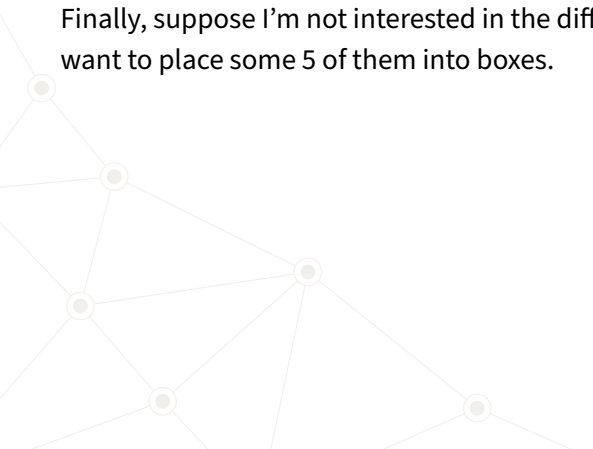 Finally, suppose I’m not interested in the diff
want to place some 5 of them into boxes.